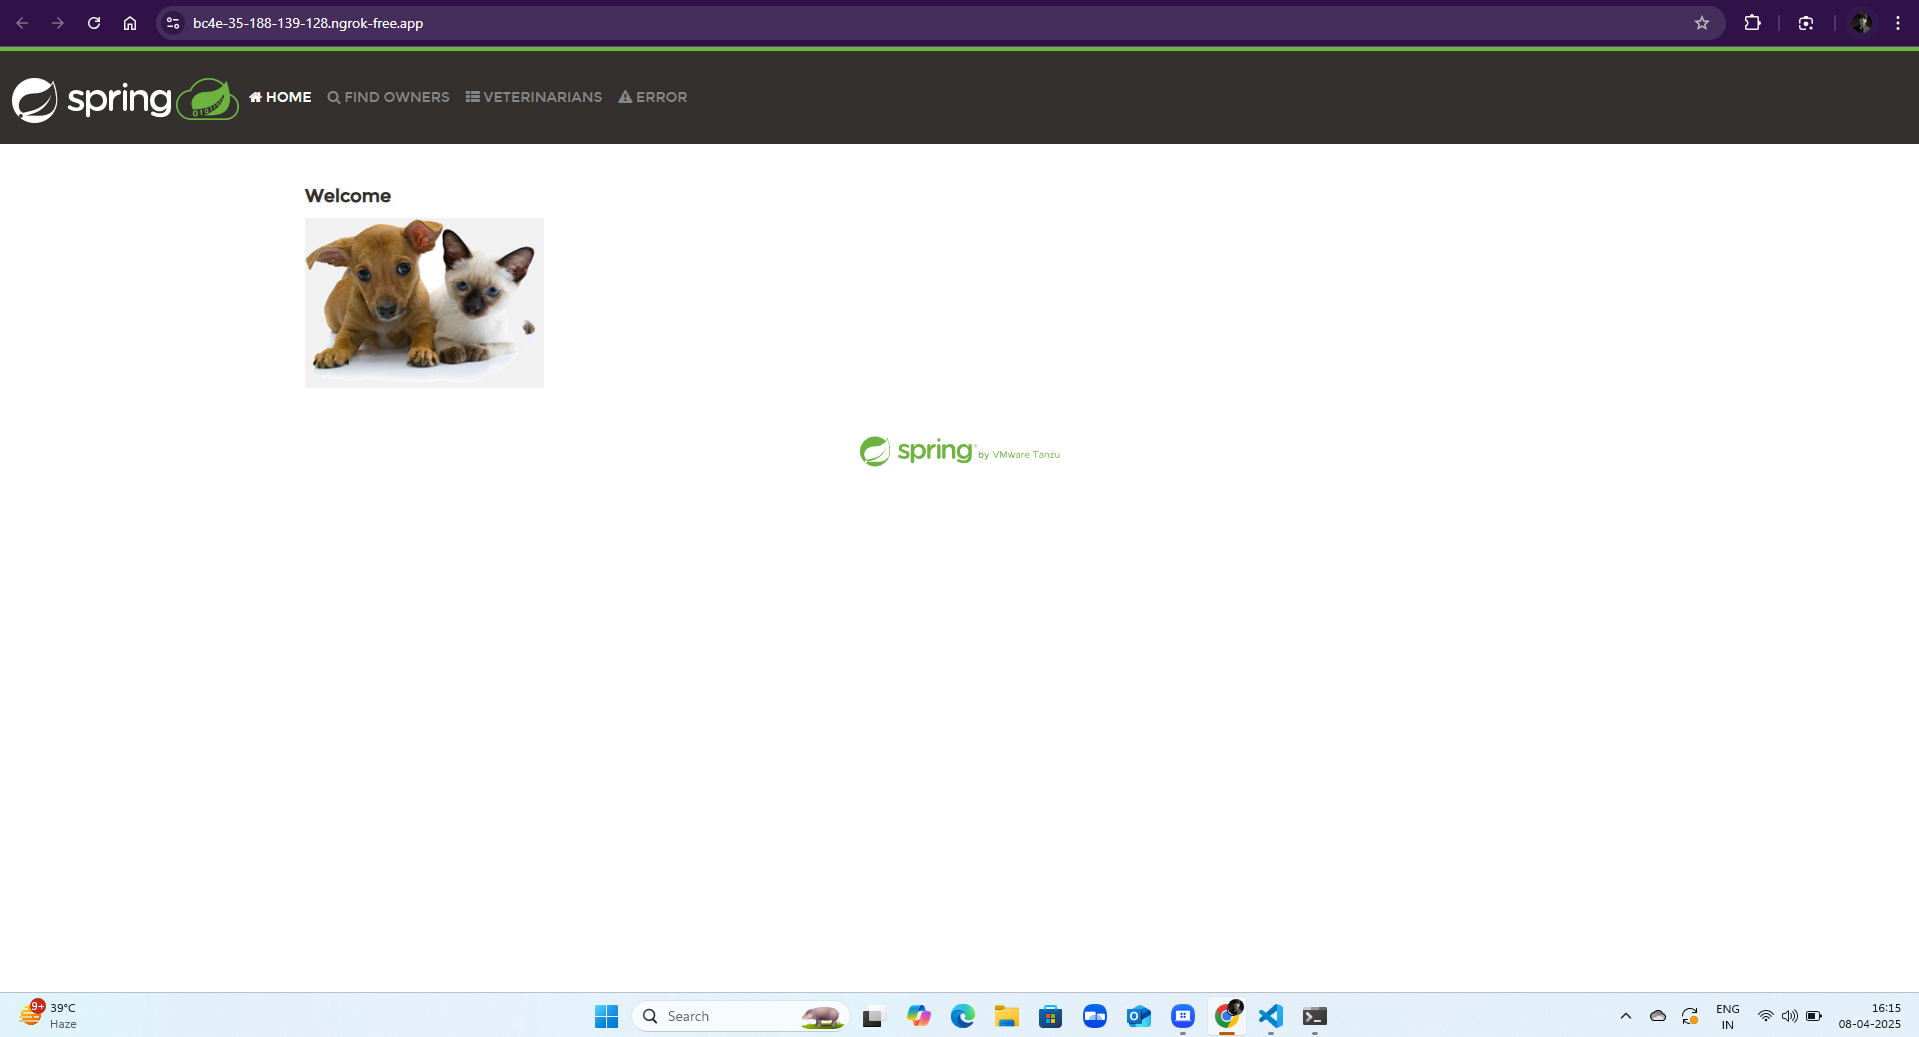 bc4e-35-188-139-128.ngrok-free.app
spring HOME FIND OWNERS VETERINARIANS ERROR
Welcome
spring by VMware Tanzu
9+ 39°C
Haze
Search
ENG
IN
16:15
08-04-2025